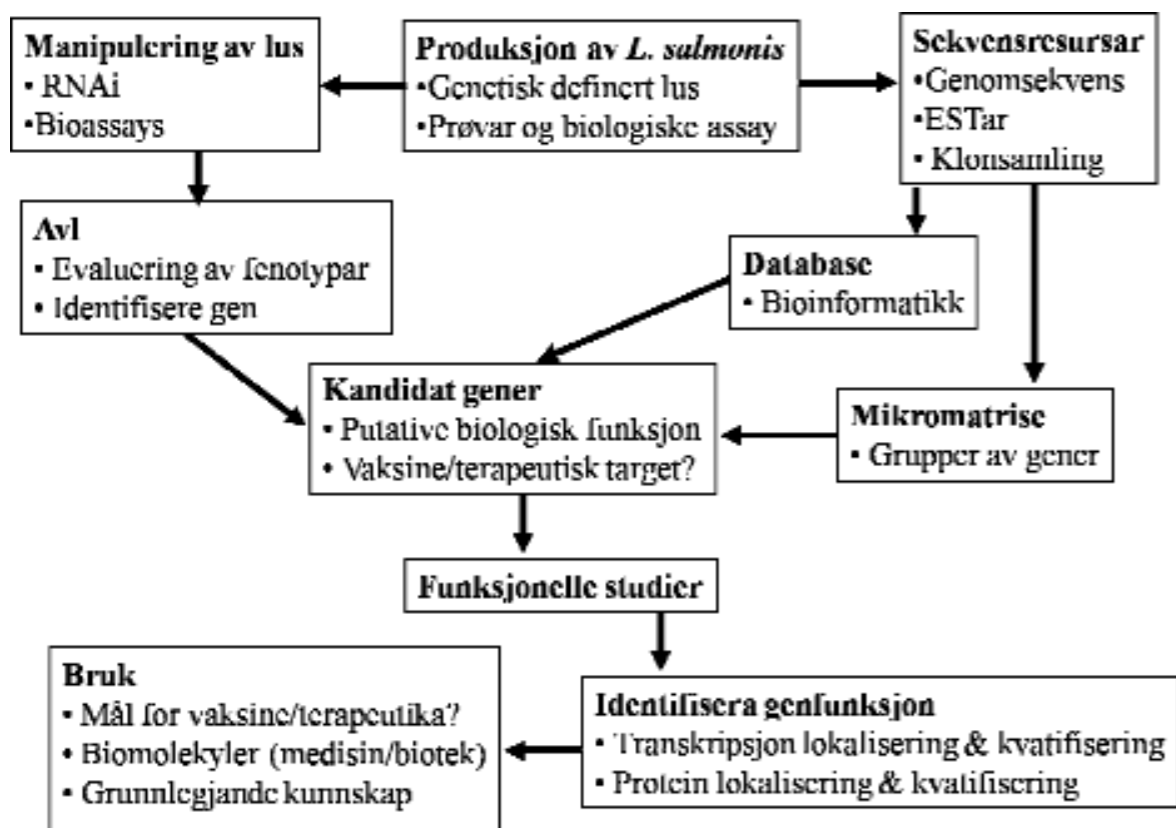 Manipulering av lus
• RNAi
•Bioassays
Produksjon av L. salmonis
•Genetisk definert lus
•Prøvar og biologiske assay
Sekvensresursar
•Genomsekvens
•ESTar
• Klonsamling
Avl
• Evaluering av fenotypar
• Identifisere gen
Database
• Bioinformatikk
Kandidat gener
• Putative biologisk funksjon
• Vaksine/terapeutisk target?
Mikromatrise
• Grupper av gener
Funksjonelle studier
Identifisera genfunksjon
• Transkripsjon lokalisering & kvatifisering
• Protein lokalisering & kvatifisering
Bruk
• Mål for vaksine/terapeutika?
• Biomolekyler (medisin/biotek)
• Grunnlegjande kunnskap